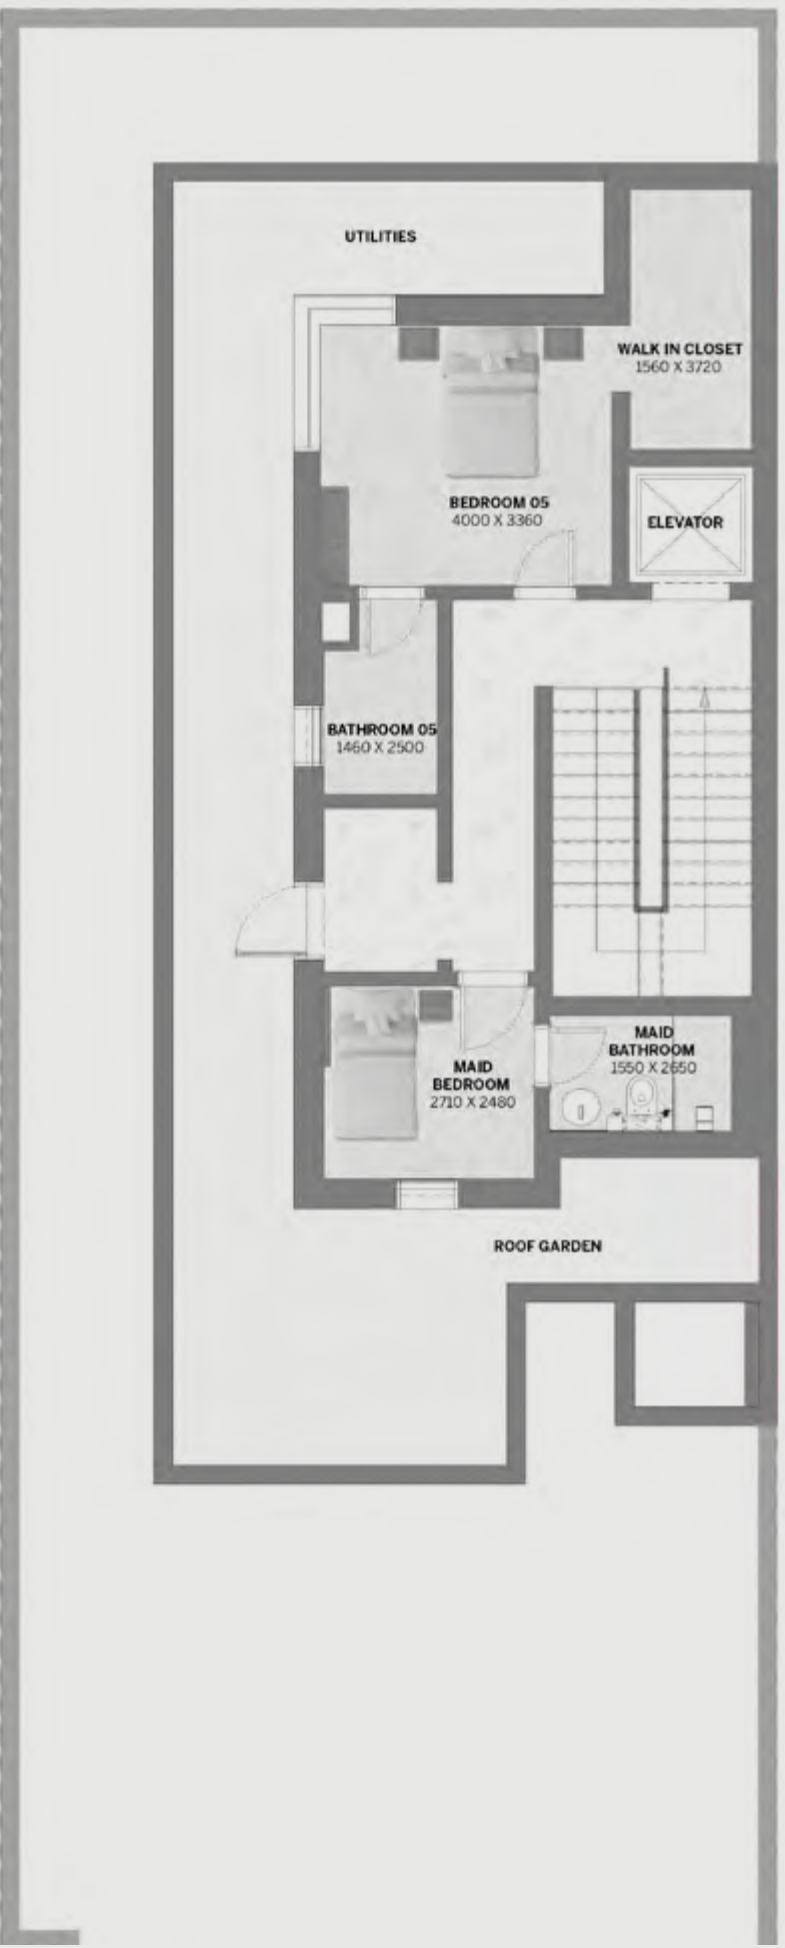 UTILITIES
WALK IN CLOSET
1560 X 3720
BEDROOM 05
4000 X 3360
ELEVATOR
BATHROOM 05
1460 X 2500
MAID
BATHROOM
1550 X 2650
MAID
BEDROOM
2710 X 2480
ROOF GARDEN